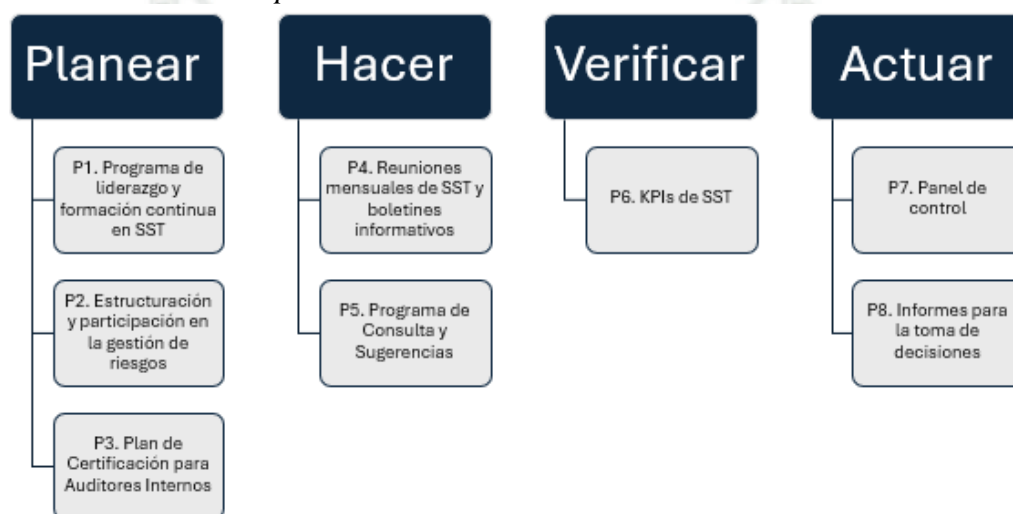 Planear
P1. Programa de
liderazgo y
formación continua
en SST
P2. Estructuración
y participación en
la gestión de
riesgos
P3. Plan de
Certificación para
Auditores Internos
Hacer
P4. Reuniones
mensuales de SST y
boletines
informativos
P5. Programa de
Consulta y
Sugerencias
Verificar
P6. KPIs de SST
Actuar
P7. Panel de
control
P8. Informes para
la toma de
decisiones